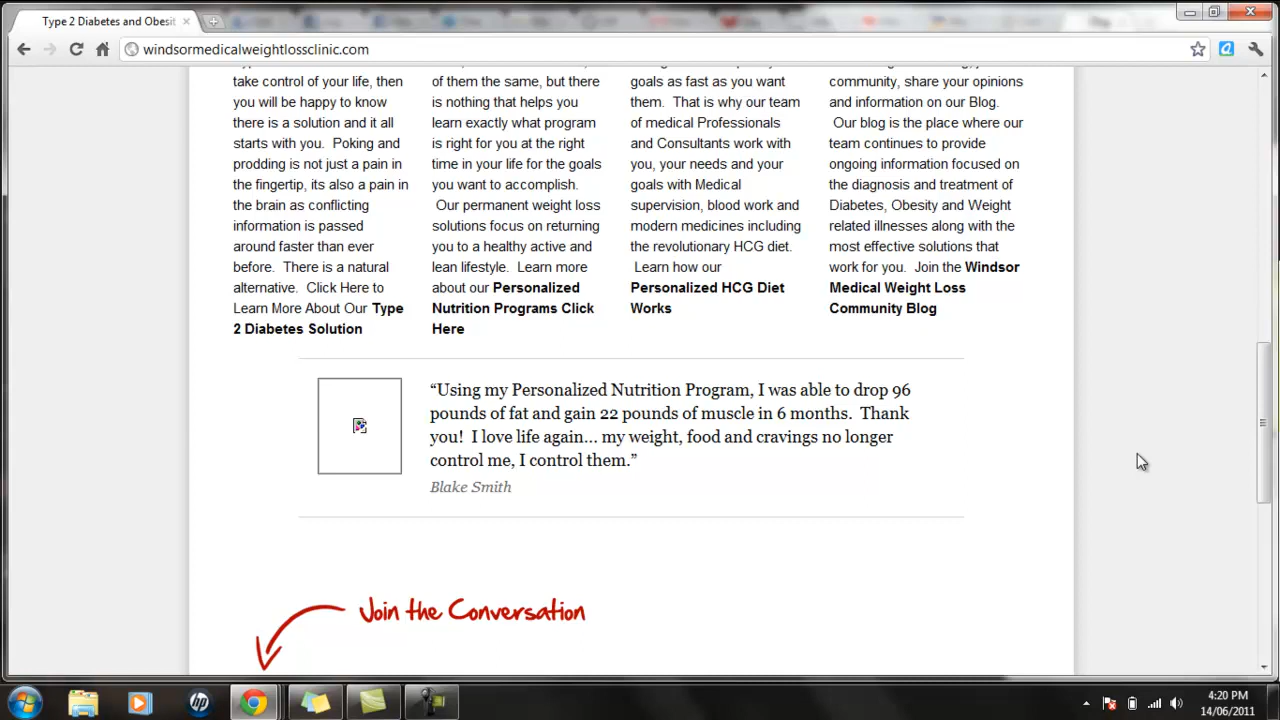 Type 2 Diabetes and Obesit
windsormedicalweightlossclinic.com
take control of your life, then
you will be happy to know
there is a solution and it all
starts with you. Poking and
prodding is not just a pain in
the fingertip, its also a pain in
the brain as conflicting
information is passed
around faster than ever
before. There is a natural
alternative. Click Here to
Learn More About Our Type
2 Diabetes Solution
of them the same, but there
is nothing that helps you
learn exactly what program
is right for you at the right
time in your life for the goals
you want to accomplish.
Our permanent weight loss
solutions focus on returning
you to a healthy active and
lean lifestyle. Learn more
about our Personalized
Nutrition Programs Click
Here
goals as fast as you want
them. That is why our team
of medical Professionals
and Consultants work with
you, your needs and your
goals with Medical
supervision, blood work and
modern medicines including
the revolutionary HCG diet.
Learn how our
Personalized HCG Diet
Works
community, share your opinions
and information on our Blog.
Our blog is the place where our
team continues to provide
ongoing information focused on
the diagnosis and treatment of
Diabetes, Obesity and Weight
related illnesses along with the
most effective solutions that
work for you. Join the Windsor
Medical Weight Loss
Community Blog
“Using my Personalized Nutrition Program, I was able to drop 96
pounds of fat and gain 22 pounds of muscle in 6 months. Thank
you! I love life again... my weight, food and cravings no longer
control me, I control them.”
Blake Smith
Join the Conversation
hp
4:20 PM
14/06/2011